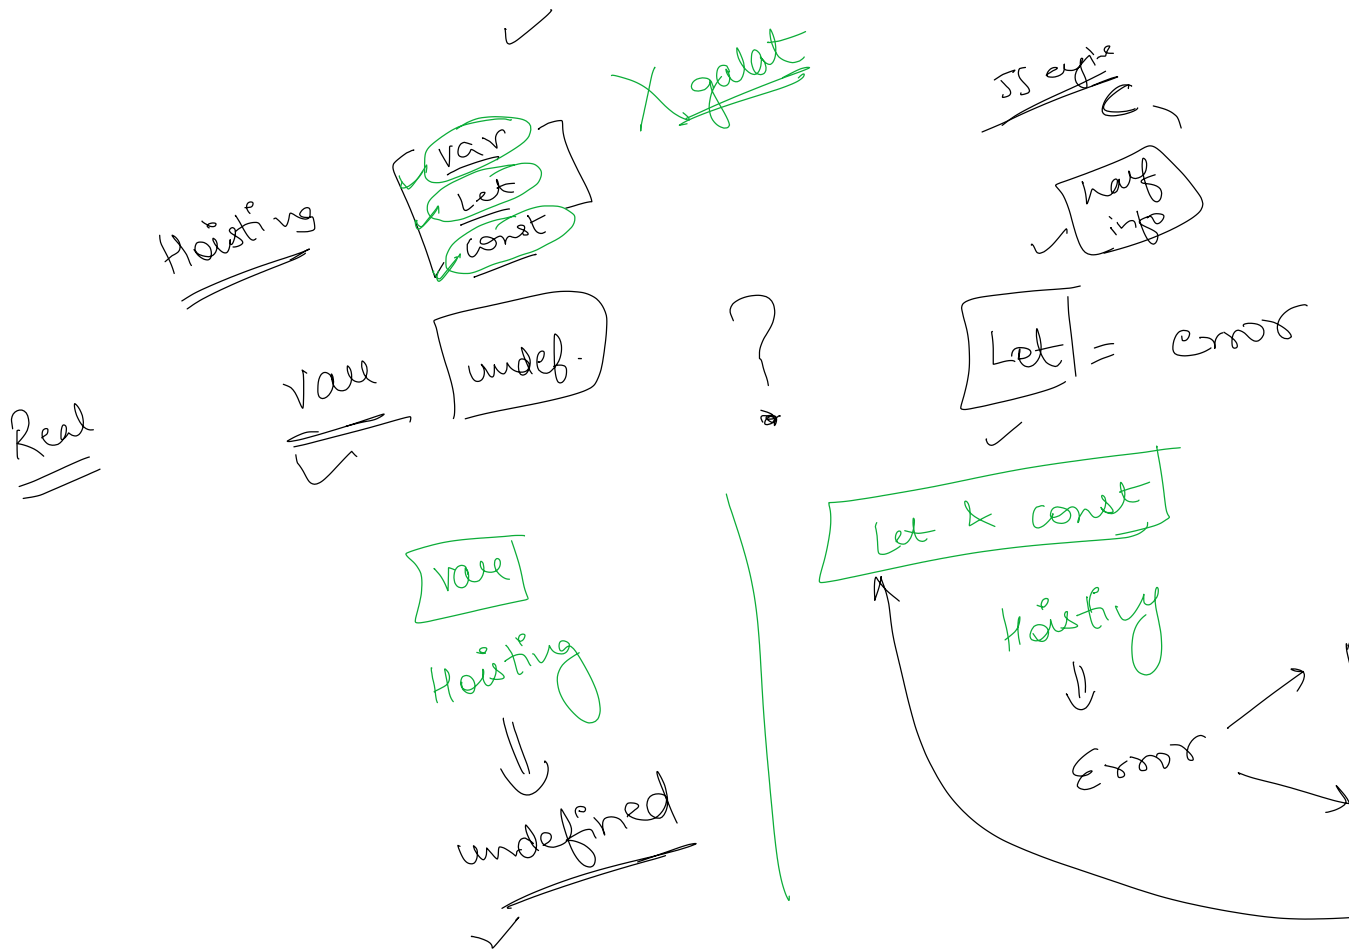 X galat
JS engine
var
Let
const
Hoisting
half
info
var
undef.
?
Let = error
Real
Let & const
var
Hoisting
Hoisting
Error
undefined